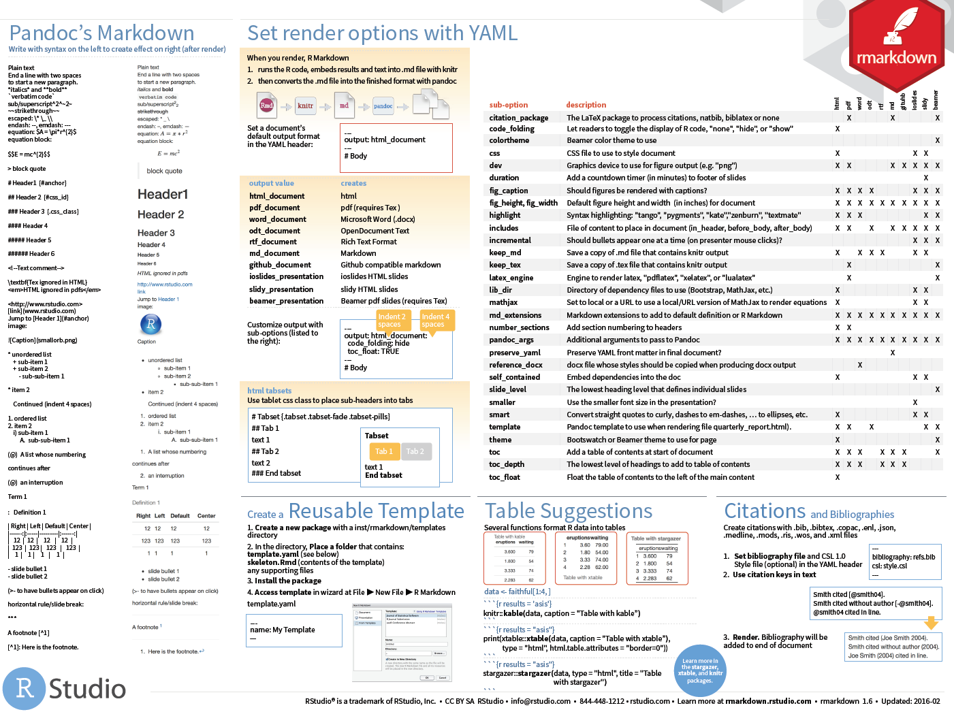 Pandoc's Markdown
Write with syntax on the left to create effect on right (after render)
Plain text
End a line with two spaces
to start a new paragraph.
*italics* and **bold**
`verbatim code`
sub/superscript^2^~2~
~~strikethrough~~
escaped: \* \_ \\
endash: --, emdash: ---
equation: $A = \pi*r^{2}$
equation block:
$$E = mc^{2}$$
> block quote
# Header1 {#anchor}
## Header 2 {#css_id}
### Header 3 {.css_class}
#### Header 4
##### Header 5
###### Header 6
<!--Text comment-->
\textbf{Tex ignored in HTML}
<em>HTML ignored in pdfs</em>
<http://www.rstudio.com>
[link](www.rstudio.com)
Jump to [Header 1](#anchor)
image:
![Caption](smallorb.png)
* unordered list
+ sub-item 1
+ sub-item 2
- sub-sub-item 1
* item 2
Continued (indent 4 spaces)
1. ordered list
2. item 2
i) sub-item 1
A. sub-sub-item 1
(@) A list whose numbering
continues after
(@) an interruption
Term 1
: Definition 1
| Right | Left | Default | Center |
|------:|:-----|---------|:------:|
| 12 | 12 | 12 | 12 |
| 123 | 123 | 123 | 123 |
| 1 | 1 | 1 | 1 |
- slide bullet 1
- slide bullet 2
(>- to have bullets appear on click)
horizontal rule/slide break:
***
A footnote [^1]
[^1]: Here is the footnote.
Plain text
End a line with two spaces
to start a new paragraph.
italics and bold
verbatim code
sub/superscript²₂
strikethrough
escaped: * _ \
endash: –, emdash: —
equation: A = π * r²
equation block:
E = mc²
block quote
Header1
Header 2
Header 3
Header 4
Header 5
Header 6
HTML ignored in pdfs
http://www.rstudio.com
link
Jump to Header 1
image:
R
Caption
• unordered list
◦ sub-item 1
◦ sub-item 2
▪ sub-sub-item 1
• item 2
Continued (indent 4 spaces)
1. ordered list
2. item 2
i. sub-item 1
A. sub-sub-item 1
1. A list whose numbering
continues after
2. an interruption
Term 1
Definition 1
Right Left Default Center
12 12 12 12
123 123 123 123
1 1 1 1
• slide bullet 1
• slide bullet 2
(>- to have bullets appear on click)
horizontal rule/slide break:
A footnote 1
1. Here is the footnote.↩
Set render options with YAML
When you render, R Markdown
1. runs the R code, embeds results and text into .md file with knitr
2. then converts the .md file into the finished format with pandoc
Rmd
knitr
md
pandoc
Set a document's
default output format
in the YAML header:
---
output: html_document
---
# Body
output value creates
html_document html
pdf_document pdf (requires Tex )
word_document Microsoft Word (.docx)
odt_document OpenDocument Text
rtf_document Rich Text Format
md_document Markdown
github_document Github compatible markdown
ioslides_presentation ioslides HTML slides
slidy_presentation slidy HTML slides
beamer_presentation Beamer pdf slides (requires Tex)
Customize output with
sub-options (listed to
the right):
Indent 2
spaces
Indent 4
spaces
---
output: html_document:
code_folding: hide
toc_float: TRUE
---
# Body
html tabsets
Use tablet css class to place sub-headers into tabs
# Tabset {.tabset .tabset-fade .tabset-pills}
## Tab 1
text 1
## Tab 2
text 2
### End tabset
Tabset
Tab 1 Tab 2
text 1
End tabset
rmarkdown
sub-option description html pdf word odt rtf md gituhb ioslides slidy beamer
citation_package The LaTeX package to process citations, natbib, biblatex or none X X X
code_folding Let readers to toggle the display of R code, "none", "hide", or "show" X
colortheme Beamer color theme to use X
css CSS file to use to style document X X X
dev Graphics device to use for figure output (e.g. "png") X X X X X X X
duration Add a countdown timer (in minutes) to footer of slides X
fig_caption Should figures be rendered with captions? X X X X X X X
fig_height, fig_width Default figure height and width (in inches) for document X X X X X X X X X X
highlight Syntax highlighting: "tango", "pygments", "kate","zenburn", "textmate" X X X X X
includes File of content to place in document (in_header, before_body, after_body) X X X X X X X X
incremental Should bullets appear one at a time (on presenter mouse clicks)? X X X
keep_md Save a copy of .md file that contains knitr output X X X X X X
keep_tex Save a copy of .tex file that contains knitr output X X
latex_engine Engine to render latex, "pdflatex", "xelatex", or "lualatex" X X
lib_dir Directory of dependency files to use (Bootstrap, MathJax, etc.) X X X
mathjax Set to local or a URL to use a local/URL version of MathJax to render equations X X X
md_extensions Markdown extensions to add to default definition or R Markdown X X X X X X X X X X
number_sections Add section numbering to headers X X
pandoc_args Additional arguments to pass to Pandoc X X X X X X X X X X
preserve_yaml Preserve YAML front matter in final document? X
reference_docx docx file whose styles should be copied when producing docx output X
self_contained Embed dependencies into the doc X X X
slide_level The lowest heading level that defines individual slides X
smaller Use the smaller font size in the presentation? X
smart Convert straight quotes to curly, dashes to em-dashes, … to ellipses, etc. X X X
template Pandoc template to use when rendering file quarterly_report.html). X X X X X
theme Bootswatch or Beamer theme to use for page X X
toc Add a table of contents at start of document X X X X X X X
toc_depth The lowest level of headings to add to table of contents X X X X X X
toc_float Float the table of contents to the left of the main content X
Create a Reusable Template
1. Create a new package with a inst/rmarkdown/templates
directory
2. In the directory, Place a folder that contains:
template.yaml (see below)
skeleton.Rmd (contents of the template)
any supporting files
3. Install the package
4. Access template in wizard at File ▶ New File ▶ R Markdown
template.yaml
---
name: My Template
---
Table Suggestions
Several functions format R data into tables
Table with kable
eruptions waiting
3.600 79
1.800 54
3.333 74
2.283 62
eruptions waiting
1 3.60 79.00
2 1.80 54.00
3 3.33 74.00
4 2.28 62.00
Table with xtable
Table with stargazer
eruptions waiting
1 3.600 79
2 1.800 54
3 3.333 74
4 2.283 62
data <- faithful[1:4, ]
```{r results = 'asis'}
knitr::kable(data, caption = "Table with kable")
```
```{r results = "asis"}
print(xtable::xtable(data, caption = "Table with xtable"),
type = "html", html.table.attributes = "border=0"))
```
```{r results = "asis"}
stargazer::stargazer(data, type = "html", title = "Table
with stargazer")
```
Learn more in
the stargazer,
xtable, and knitr
packages.
Citations and Bibliographies
Create citations with .bib, .bibtex, .copac, .enl, .json,
.medline, .mods, .ris, .wos, and .xml files
1. Set bibliography file and CSL 1.0
Style file (optional) in the YAML header
2. Use citation keys in text
---
bibliography: refs.bib
csl: style.csl
---
Smith cited [@smith04].
Smith cited without author [-@smith04].
@smith04 cited in line.
3. Render. Bibliography will be
added to end of document
Smith cited (Joe Smith 2004).
Smith cited without author (2004).
Joe Smith (2004) cited in line.
R Studio
RStudio® is a trademark of RStudio, Inc. • CC BY SA RStudio • info@rstudio.com • 844-448-1212 • rstudio.com • Learn more at rmarkdown.rstudio.com • rmarkdown 1.6 • Updated: 2016-02